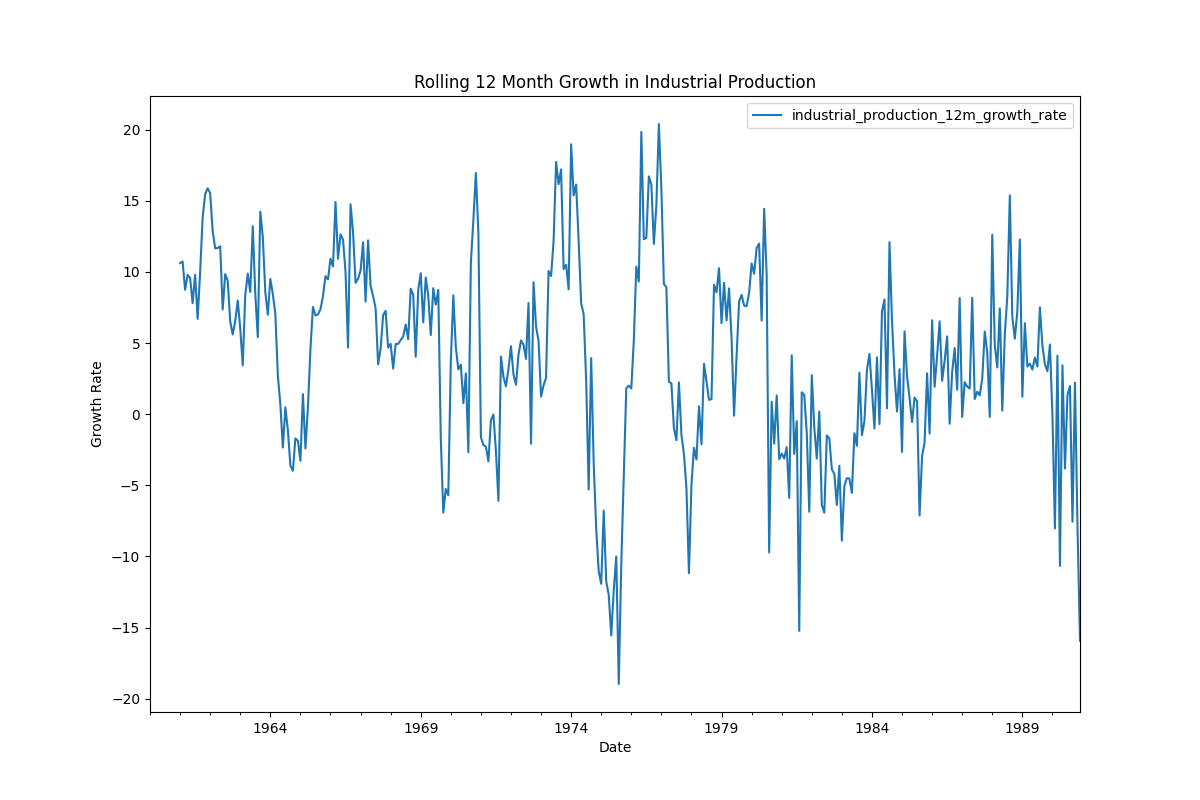 Rolling 12 Month Growth in Industrial Production
industrial_production_12m_growth_rate
20
15
10
5
0
−5
−10
−15
−20
Growth Rate
1964 1969 1974 1979 1984 1989
Date